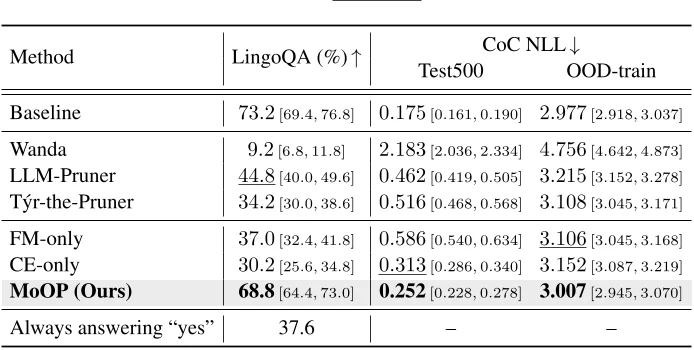 Method LingoQA (%) ↑ CoC NLL ↓
Test500 OOD-train
Baseline 73.2 [69.4, 76.8] 0.175 [0.161, 0.190] 2.977 [2.918, 3.037]
Wanda 9.2 [6.8, 11.8] 2.183 [2.036, 2.334] 4.756 [4.642, 4.873]
LLM-Pruner 44.8 [40.0, 49.6] 0.462 [0.419, 0.505] 3.215 [3.152, 3.278]
Týr-the-Pruner 34.2 [30.0, 38.6] 0.516 [0.468, 0.568] 3.108 [3.045, 3.171]
FM-only 37.0 [32.4, 41.8] 0.586 [0.540, 0.634] 3.106 [3.045, 3.168]
CE-only 30.2 [25.6, 34.8] 0.313 [0.286, 0.340] 3.152 [3.087, 3.219]
MoOP (Ours) 68.8 [64.4, 73.0] 0.252 [0.228, 0.278] 3.007 [2.945, 3.070]
Always answering “yes” 37.6 – –